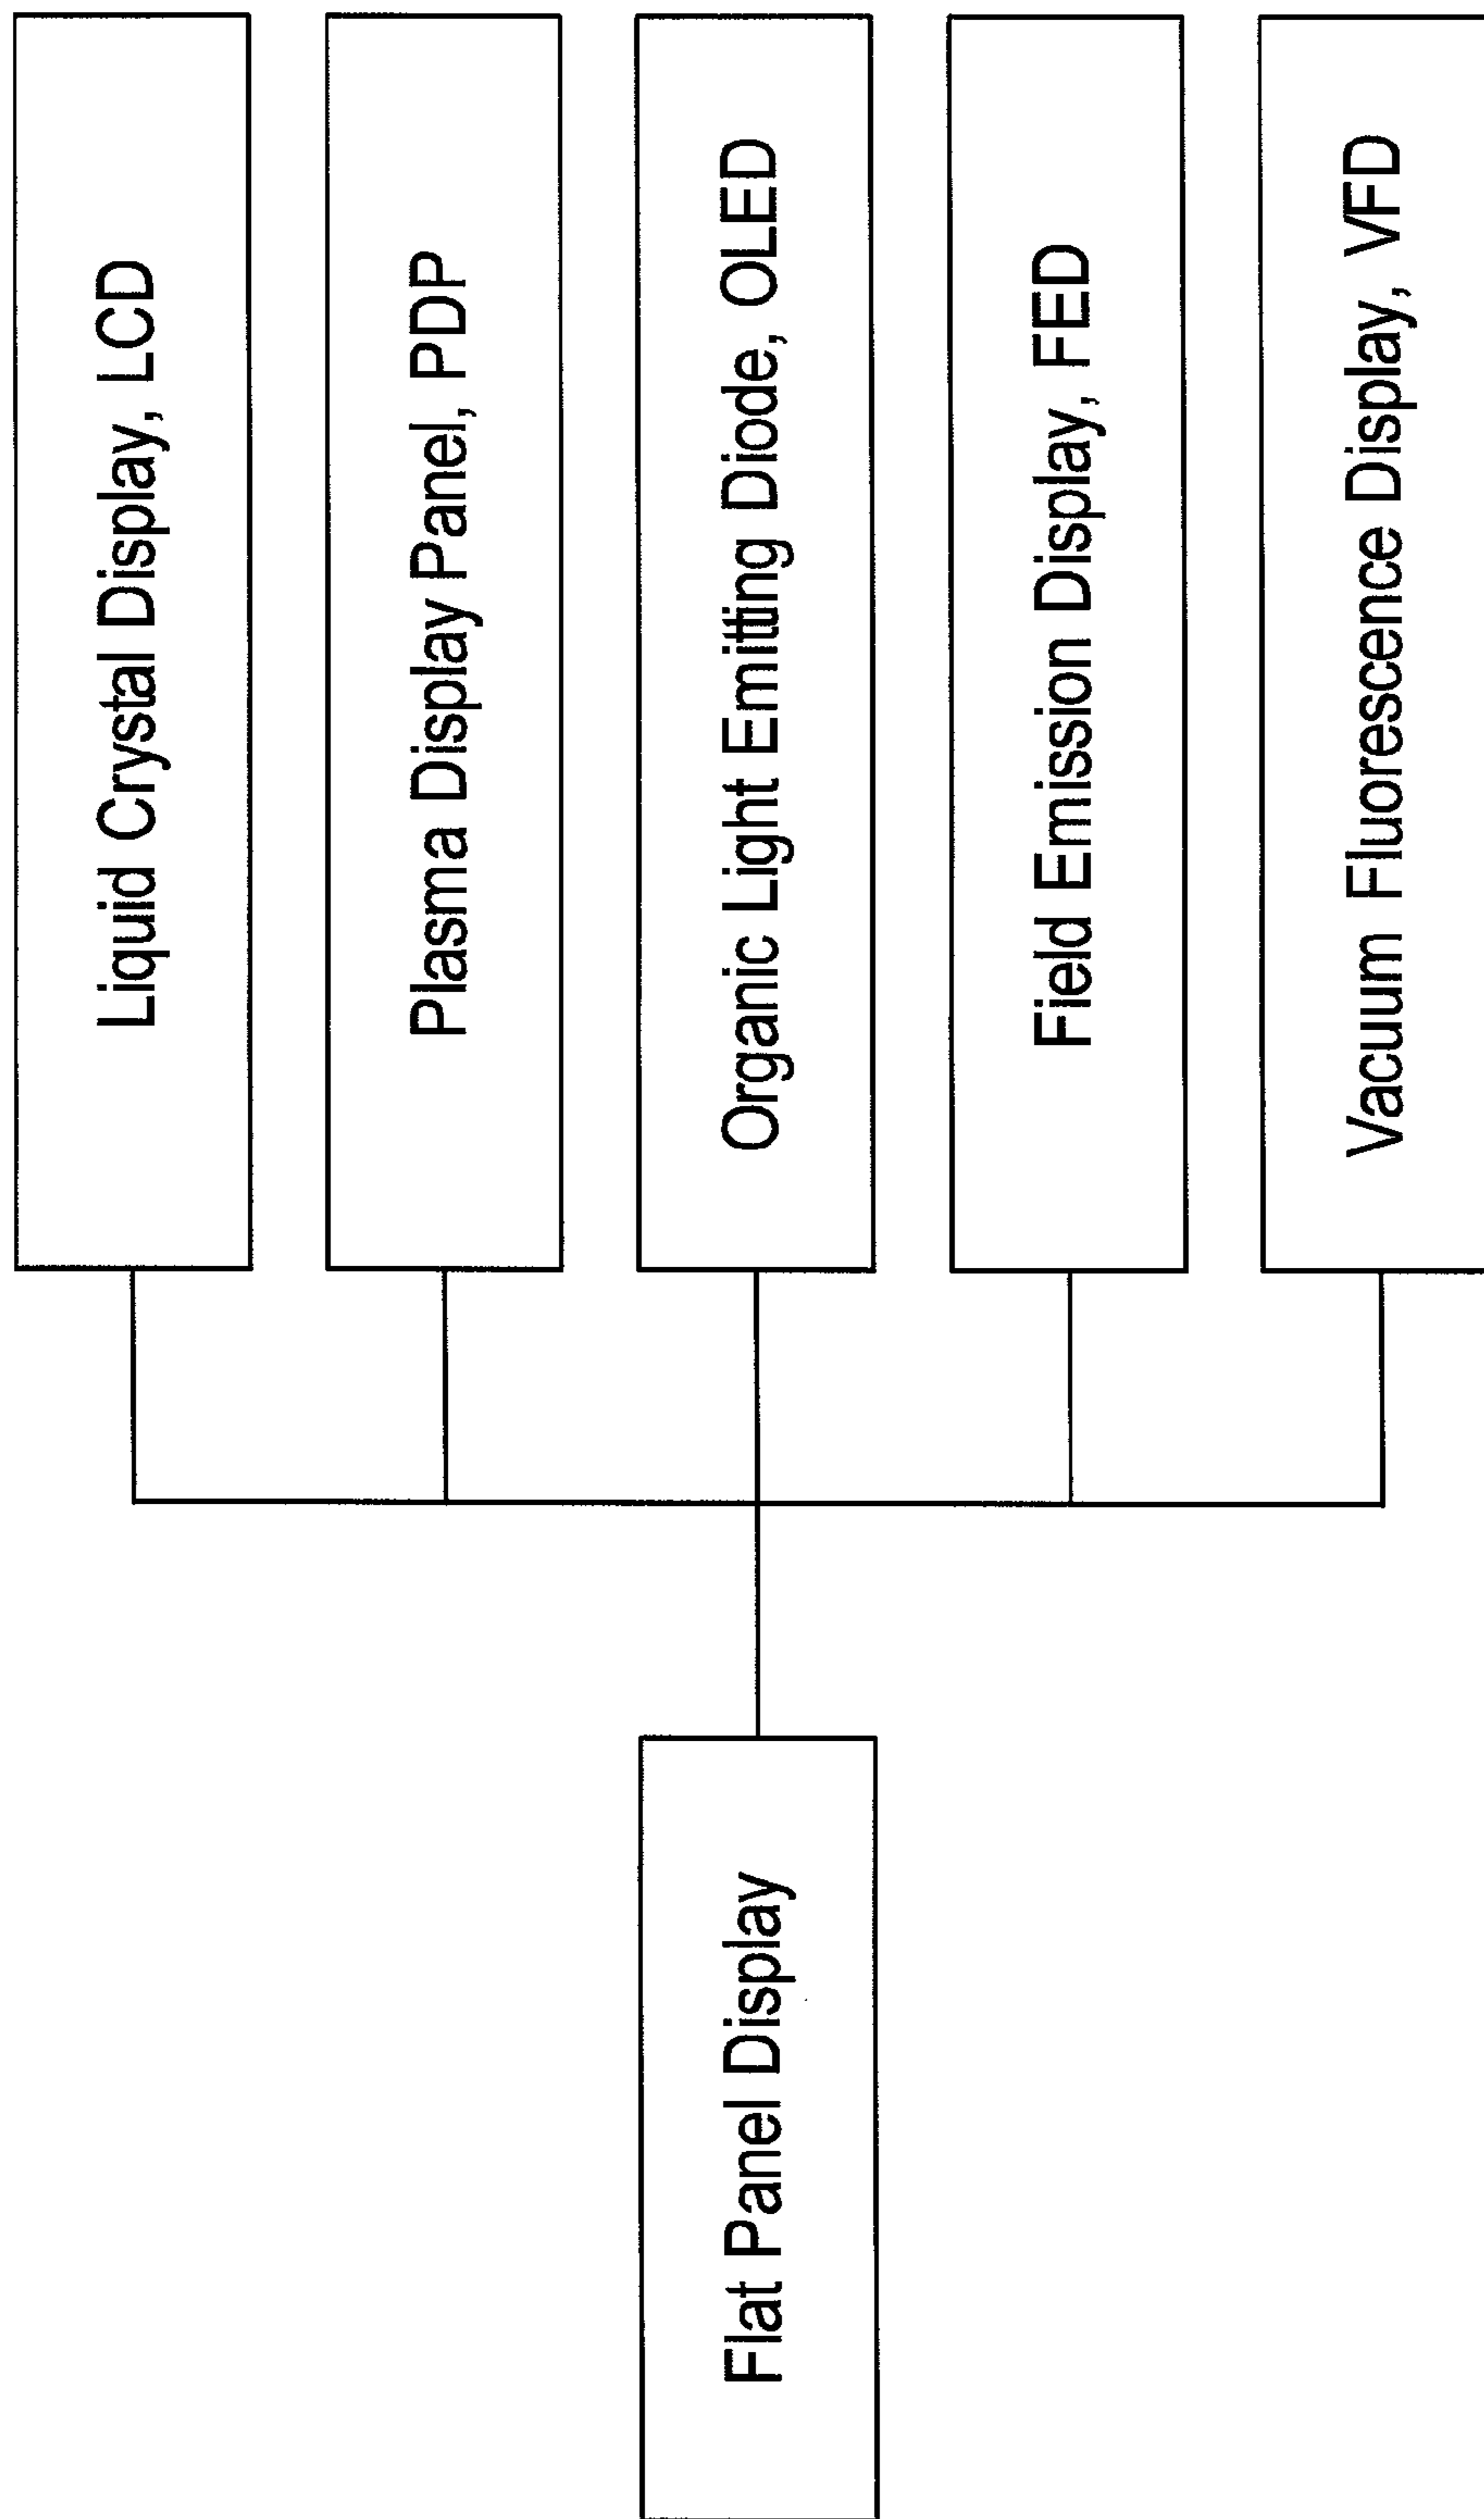 Flat Panel Display
Liquid Crystal Display, LCD
Plasma Display Panel, PDP
Organic Light Emitting Diode, OLED
Field Emission Display, FED
Vacuum Fluorescence Display, VFD